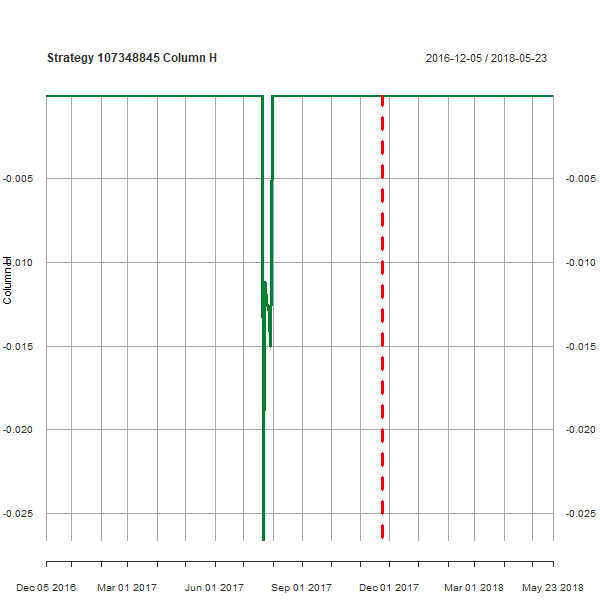 Strategy 107348845 Column H
2016-12-05 / 2018-05-23
-0.005 -0.005
-0.010 -0.010
Column H
-0.015 -0.015
-0.020 -0.020
-0.025 -0.025
Dec 05 2016 Mar 01 2017 Jun 01 2017 Sep 01 2017 Dec 01 2017 Mar 01 2018 May 23 2018